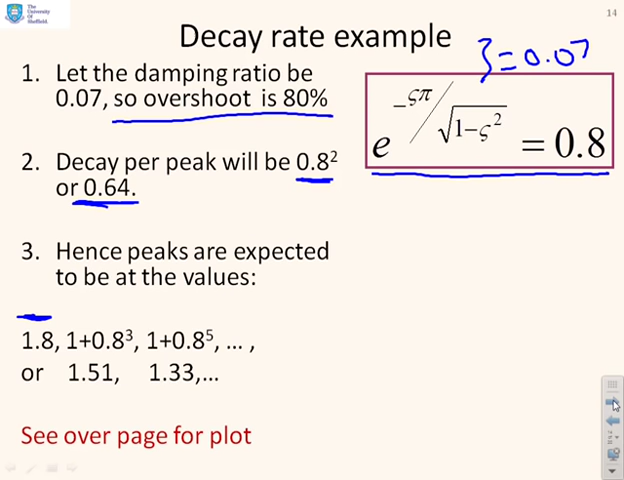 The University Of Sheffield.
14
Decay rate example
ζ=0.07
1. Let the damping ratio be
0.07, so overshoot is 80%
e^(−ςπ/√(1−ς²)) = 0.8
2. Decay per peak will be 0.8²
or 0.64.
3. Hence peaks are expected
to be at the values:
1.8, 1+0.8³, 1+0.8⁵, … ,
or 1.51, 1.33,…
See over page for plot